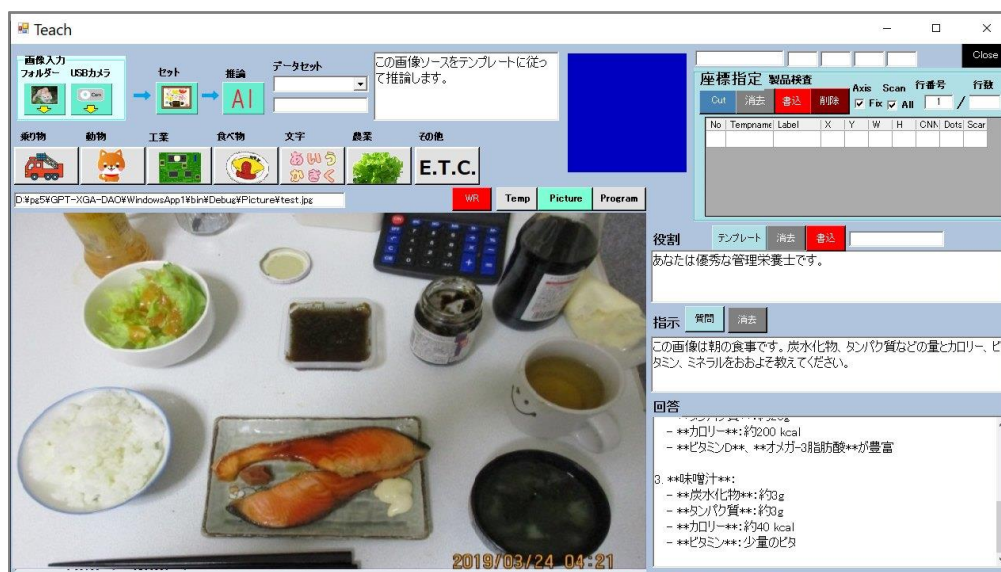 Teach
Close
画像入力
フォルダー USBカメラ
セット
推論
データセット
AI
この画像ソースをテンプレートに従っ
て推論します。
座標指定 製品検査
Axis Scan 行番号 行数
Cut 消去 書込 削除 Fix All 1 /
No Tempname Label X Y W H CNN Dots Scar
乗り物 動物 工業 食べ物 文字 農業 その他
あいう
かきく
E.T.C.
D:¥pg5¥GPT-XGA-DAO¥WindowsApp1¥bin¥Debug¥Picture¥test.jpg
WR Temp Picture Program
役割 テンプレート 消去 書込
あなたは優秀な管理栄養士です。
指示 質問 消去
この画像は朝の食事です。炭水化物、タンパク質などの量とカロリー、ビ
タミン、ミネラルをおおよそ教えてください。
回答
- **カロリー**:約200 kcal
- **ビタミンD**、**オメガ-3脂肪酸**が豊富
3. **味噌汁**:
- **炭水化物**:約3g
- **タンパク質**:約3g
- **カロリー**:約40 kcal
- **ビタミン**:少量のビタ
2019/03/24 04:21